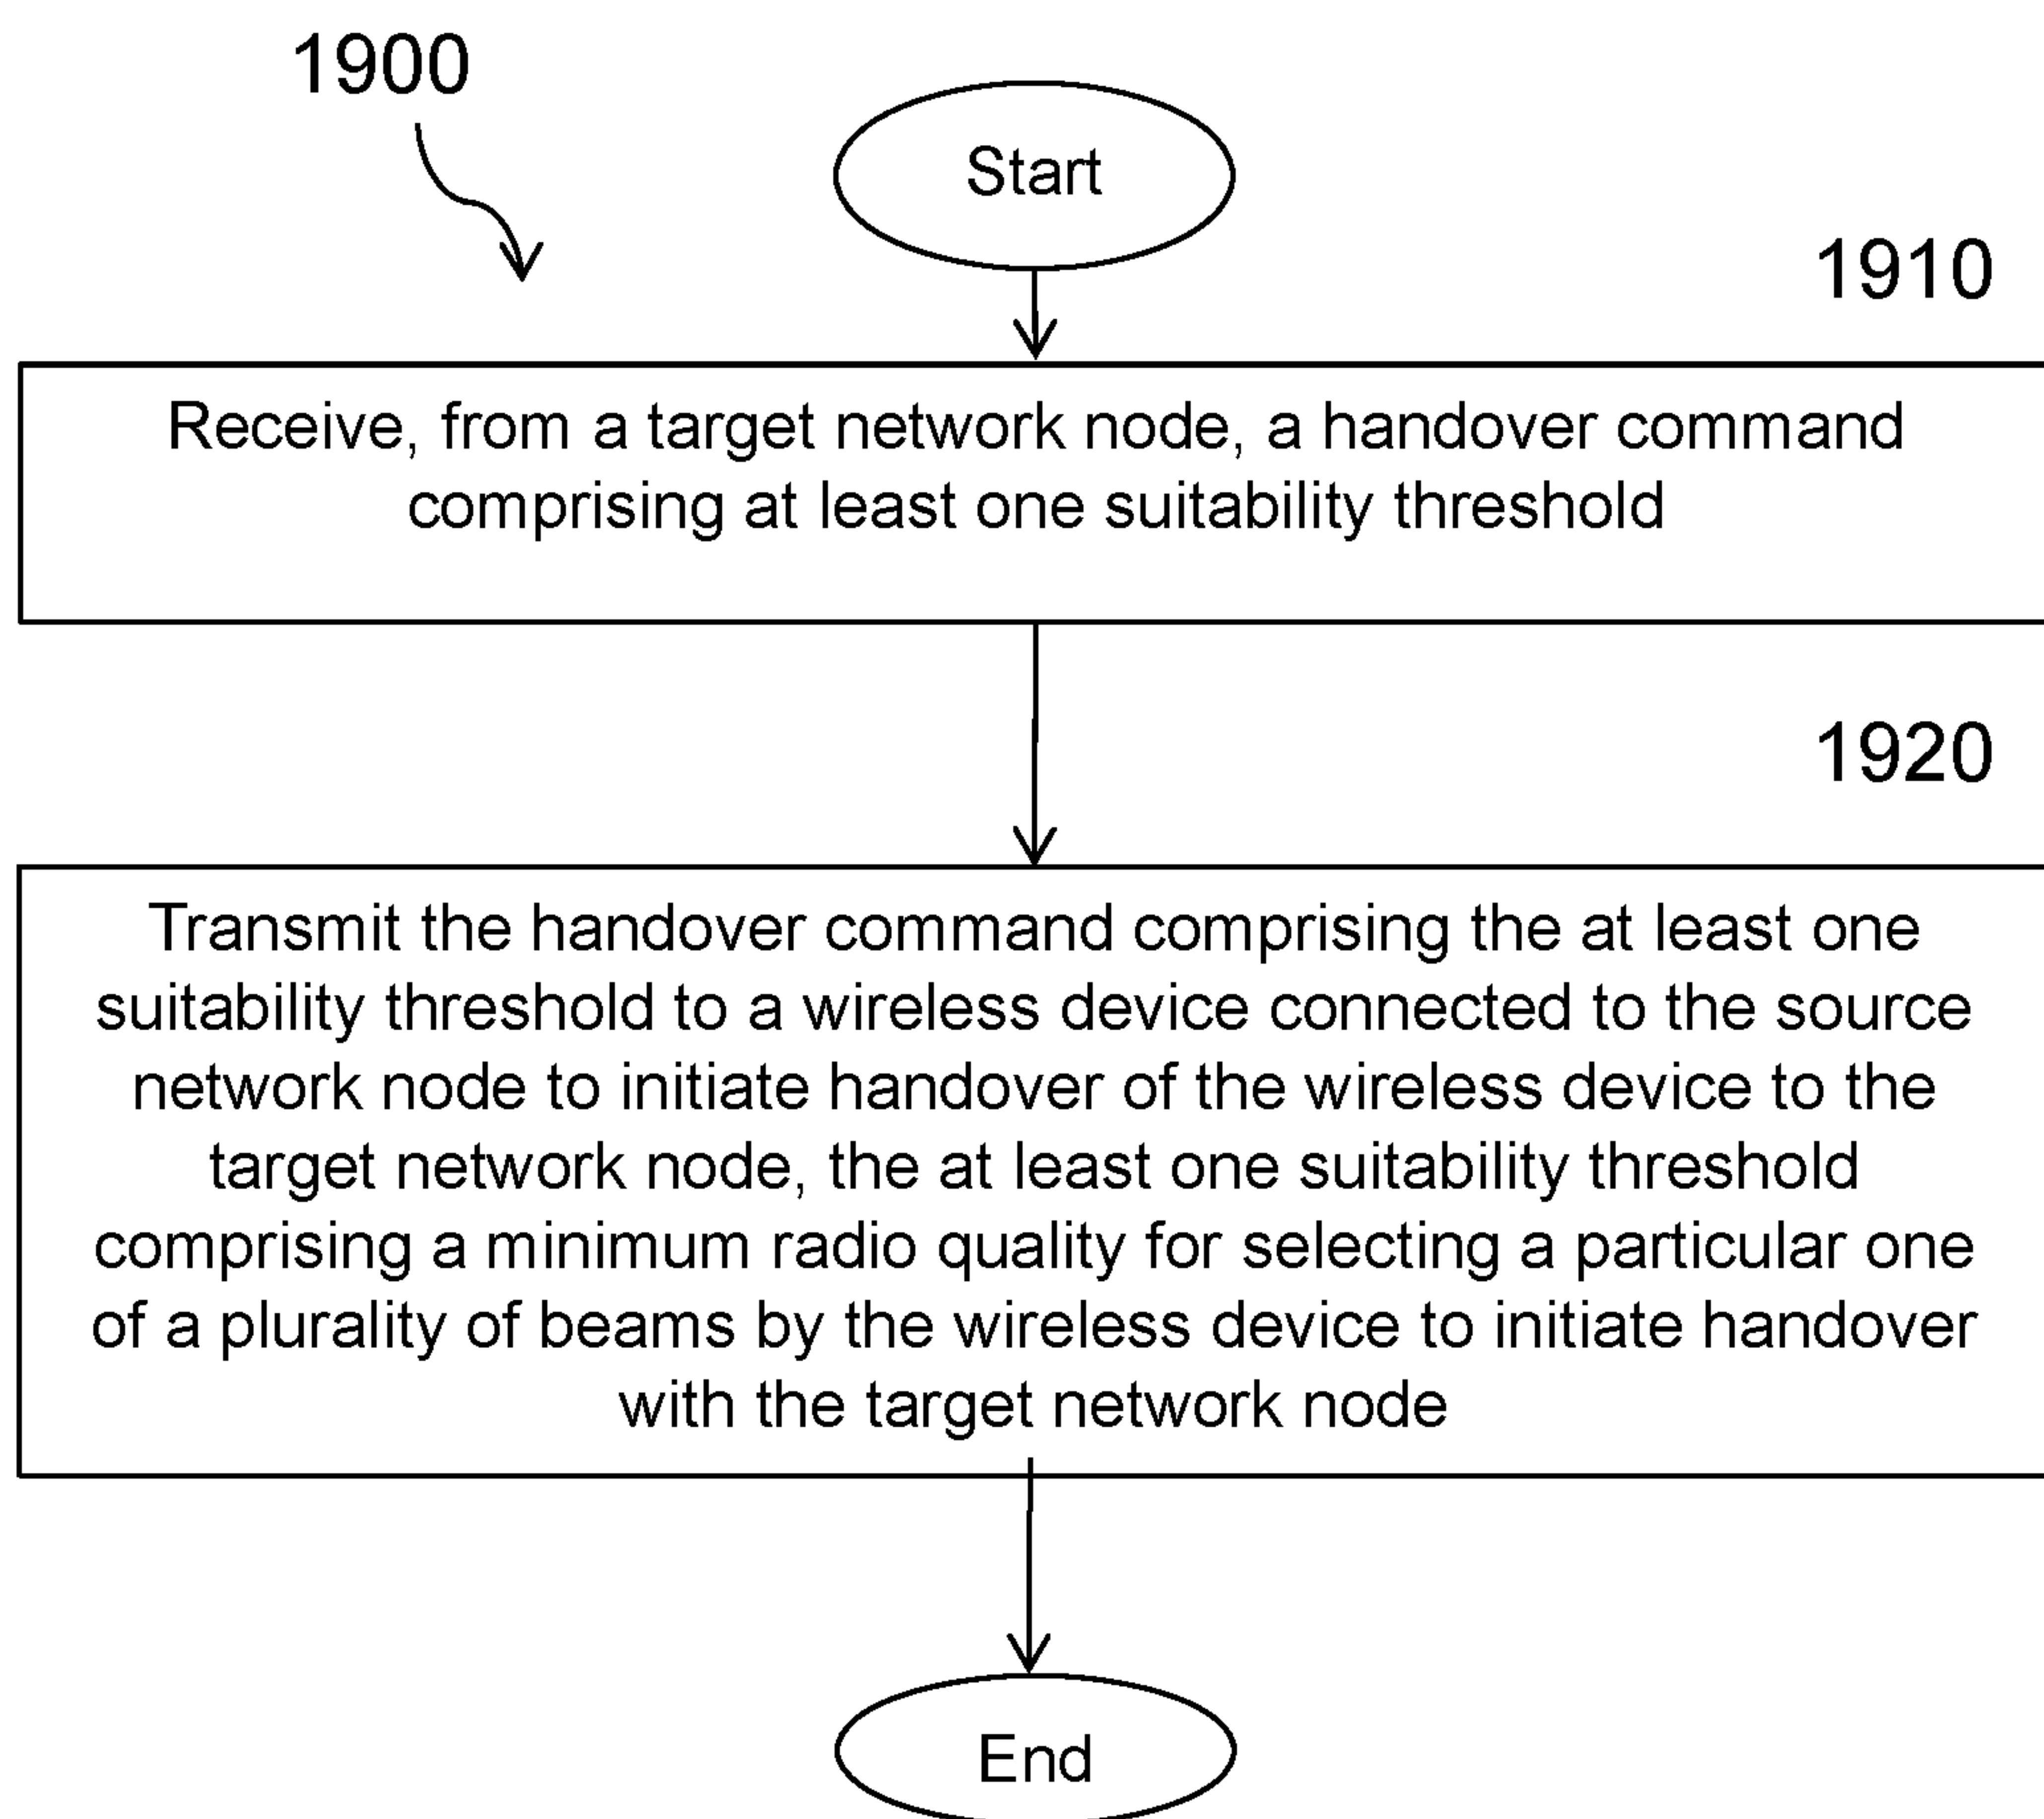 1900
Start
1910
Receive, from a target network node, a handover command
comprising at least one suitability threshold
1920
Transmit the handover command comprising the at least one
suitability threshold to a wireless device connected to the source
network node to initiate handover of the wireless device to the
target network node, the at least one suitability threshold
comprising a minimum radio quality for selecting a particular one
of a plurality of beams by the wireless device to initiate handover
with the target network node
End